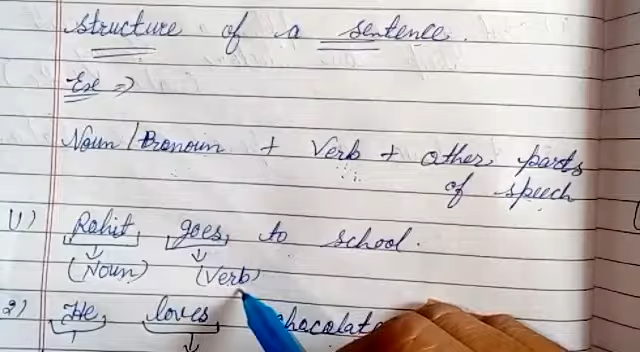 Structure of a sentence.
Ex ⇒
Noun / Pronoun + Verb + other parts
of speech
1) Rohit goes to school.
(Noun) (Verb)
2) He loves chocolate